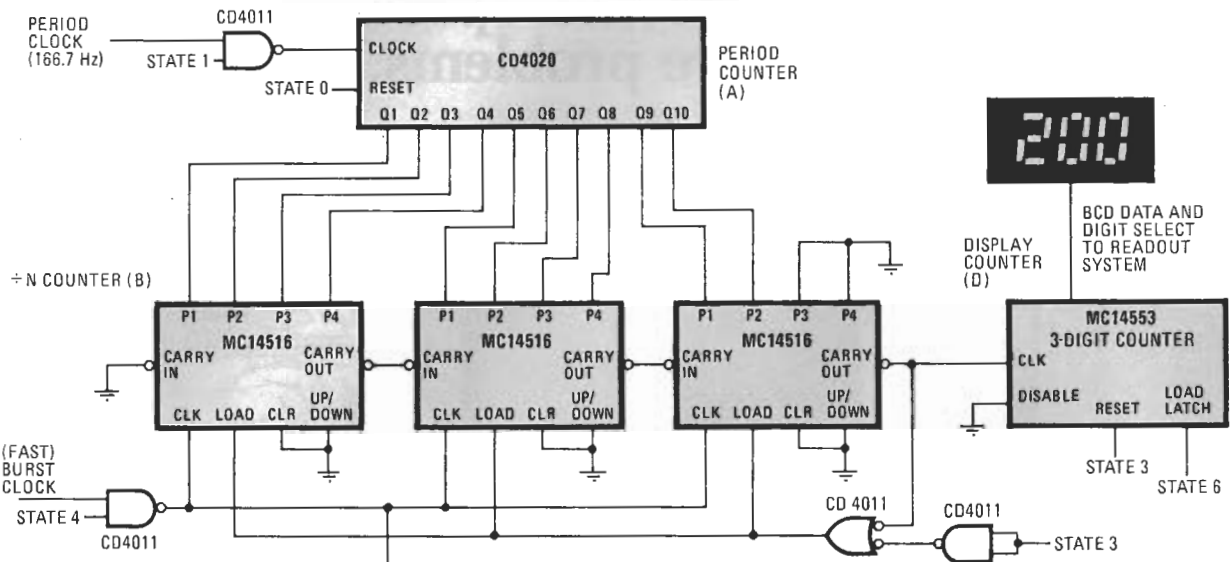 PERIOD
CLOCK
(166.7 Hz)
CD4011
STATE 1
CLOCK
CD4020
STATE 0
RESET
Q1 Q2 Q3 Q4 Q5 Q6 Q7 Q8 Q9 Q10
PERIOD
COUNTER
(A)
200
BCD DATA AND
DIGIT SELECT
TO READOUT
SYSTEM
DISPLAY
COUNTER
(D)
÷N COUNTER (B)
P1 P2 P3 P4
MC14516
CARRY
IN
CARRY
OUT
UP/
DOWN
CLK LOAD CLR
P1 P2 P3 P4
MC14516
CARRY
IN
CARRY
OUT
UP/
DOWN
CLK LOAD CLR
P1 P2 P3 P4
MC14516
CARRY
IN
CARRY
OUT
UP/
DOWN
CLK LOAD CLR
MC14553
3-DIGIT COUNTER
CLK
DISABLE
RESET
LOAD
LATCH
STATE 3
STATE 6
(FAST)
BURST
CLOCK
STATE 4
CD4011
CD 4011
CD4011
STATE 3